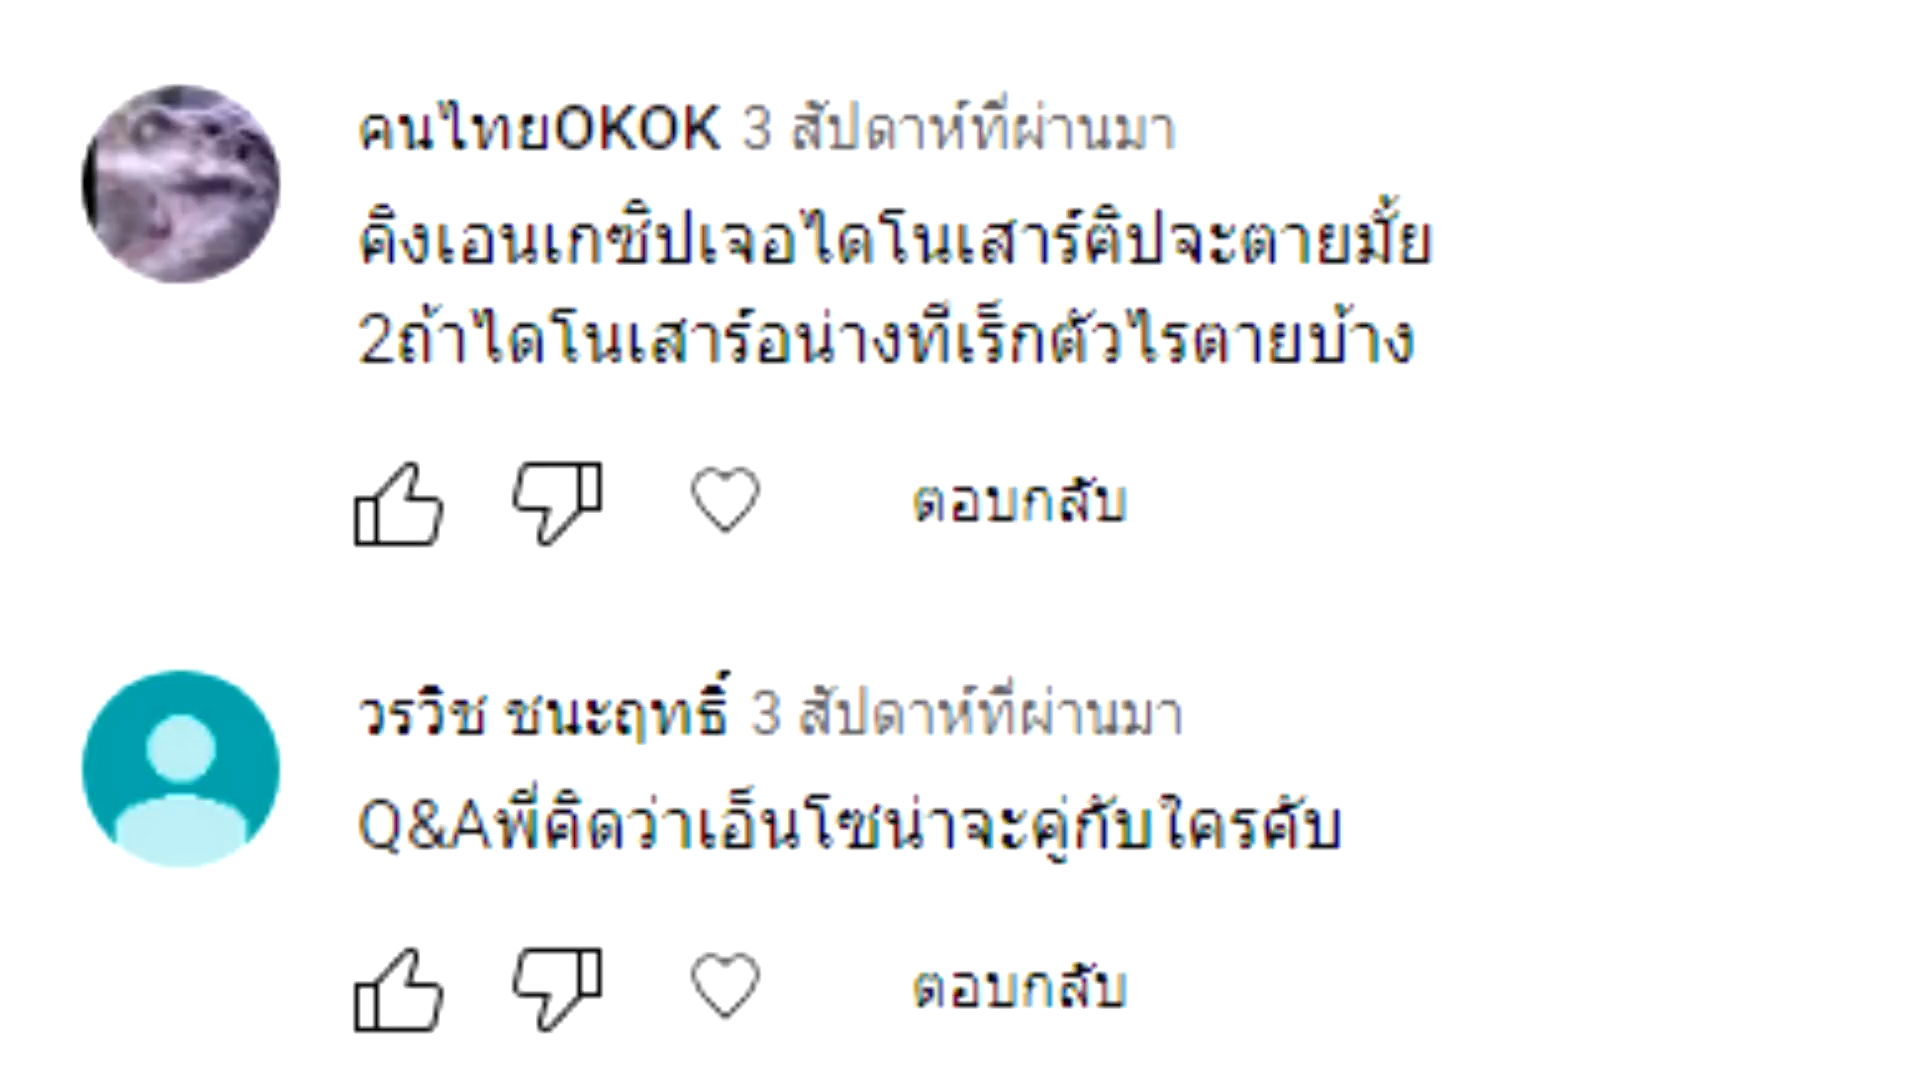 คนไทยOKOK 3 สัปดาห์ที่ผ่านมา
คิงเอนเกซิปเจอไดโนเสาร์คิปจะตายมั้ย
2ถ้าไดโนเสาร์อน่างทีเร็กตัวไรตายบ้าง
ตอบกลับ
วรวิช ชนะฤทธิ์ 3 สัปดาห์ที่ผ่านมา
Q&Aพี่คิดว่าเอ็นโซน่าจะคู่กับใครคับ
ตอบกลับ